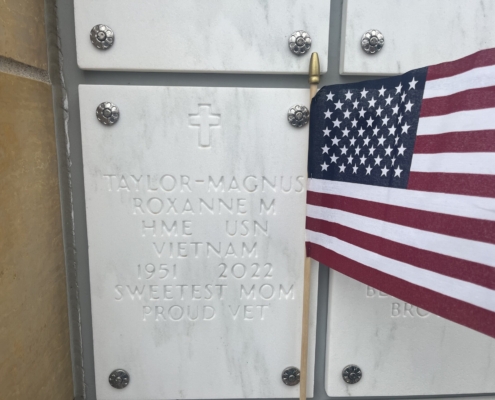 TAYLOR-MAGNUS
ROXANNE M
HME USN
VIETNAM
1951 2022
SWEETEST MOM
PROUD VET